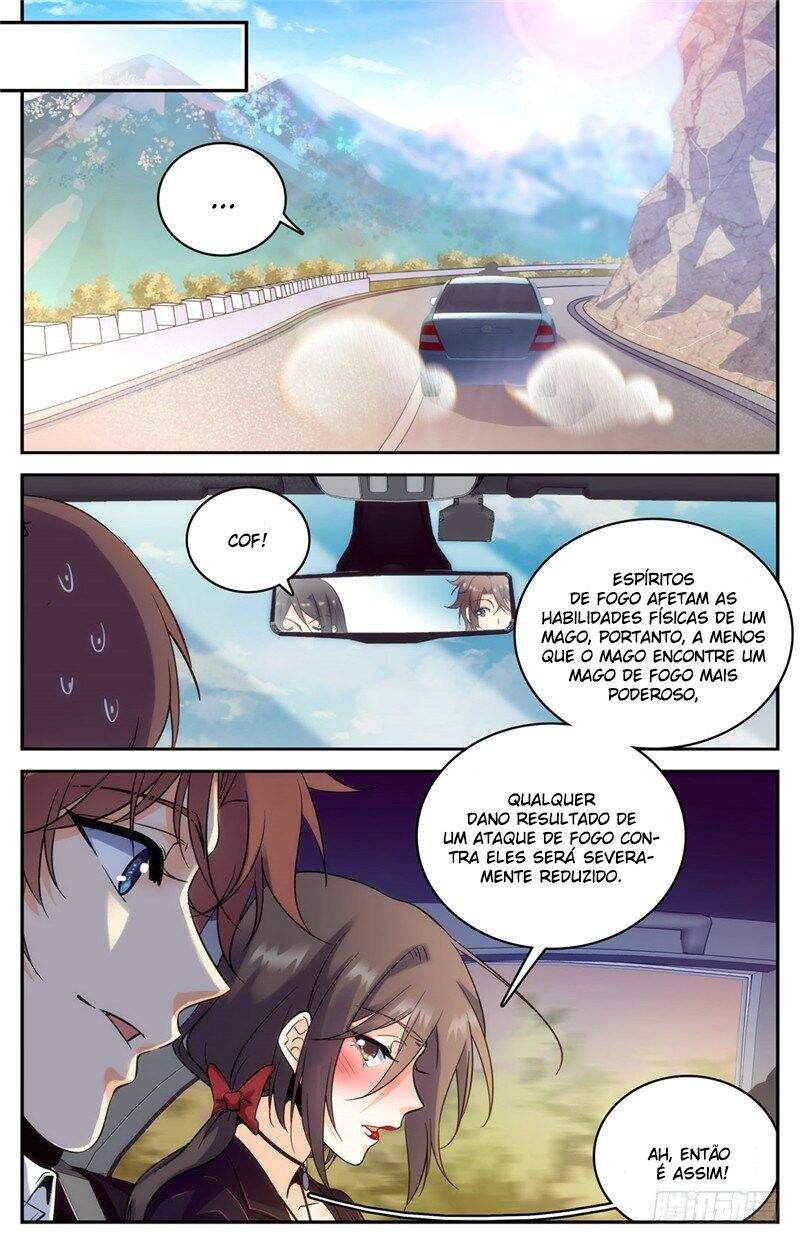 ...
COF!
ESPÍRITOS
DE FOGO AFETAM AS
HABILIDADES FÍSICAS DE UM
MAGO, PORTANTO, A MENOS
QUE O MAGO ENCONTRE UM
MAGO DE FOGO MAIS
PODEROSO,
QUALQUER
DANO RESULTADO DE
UM ATAQUE DE FOGO CON-
TRA ELES SERÁ SEVERA-
MENTE REDUZIDO.
AH, ENTÃO
É ASSIM!